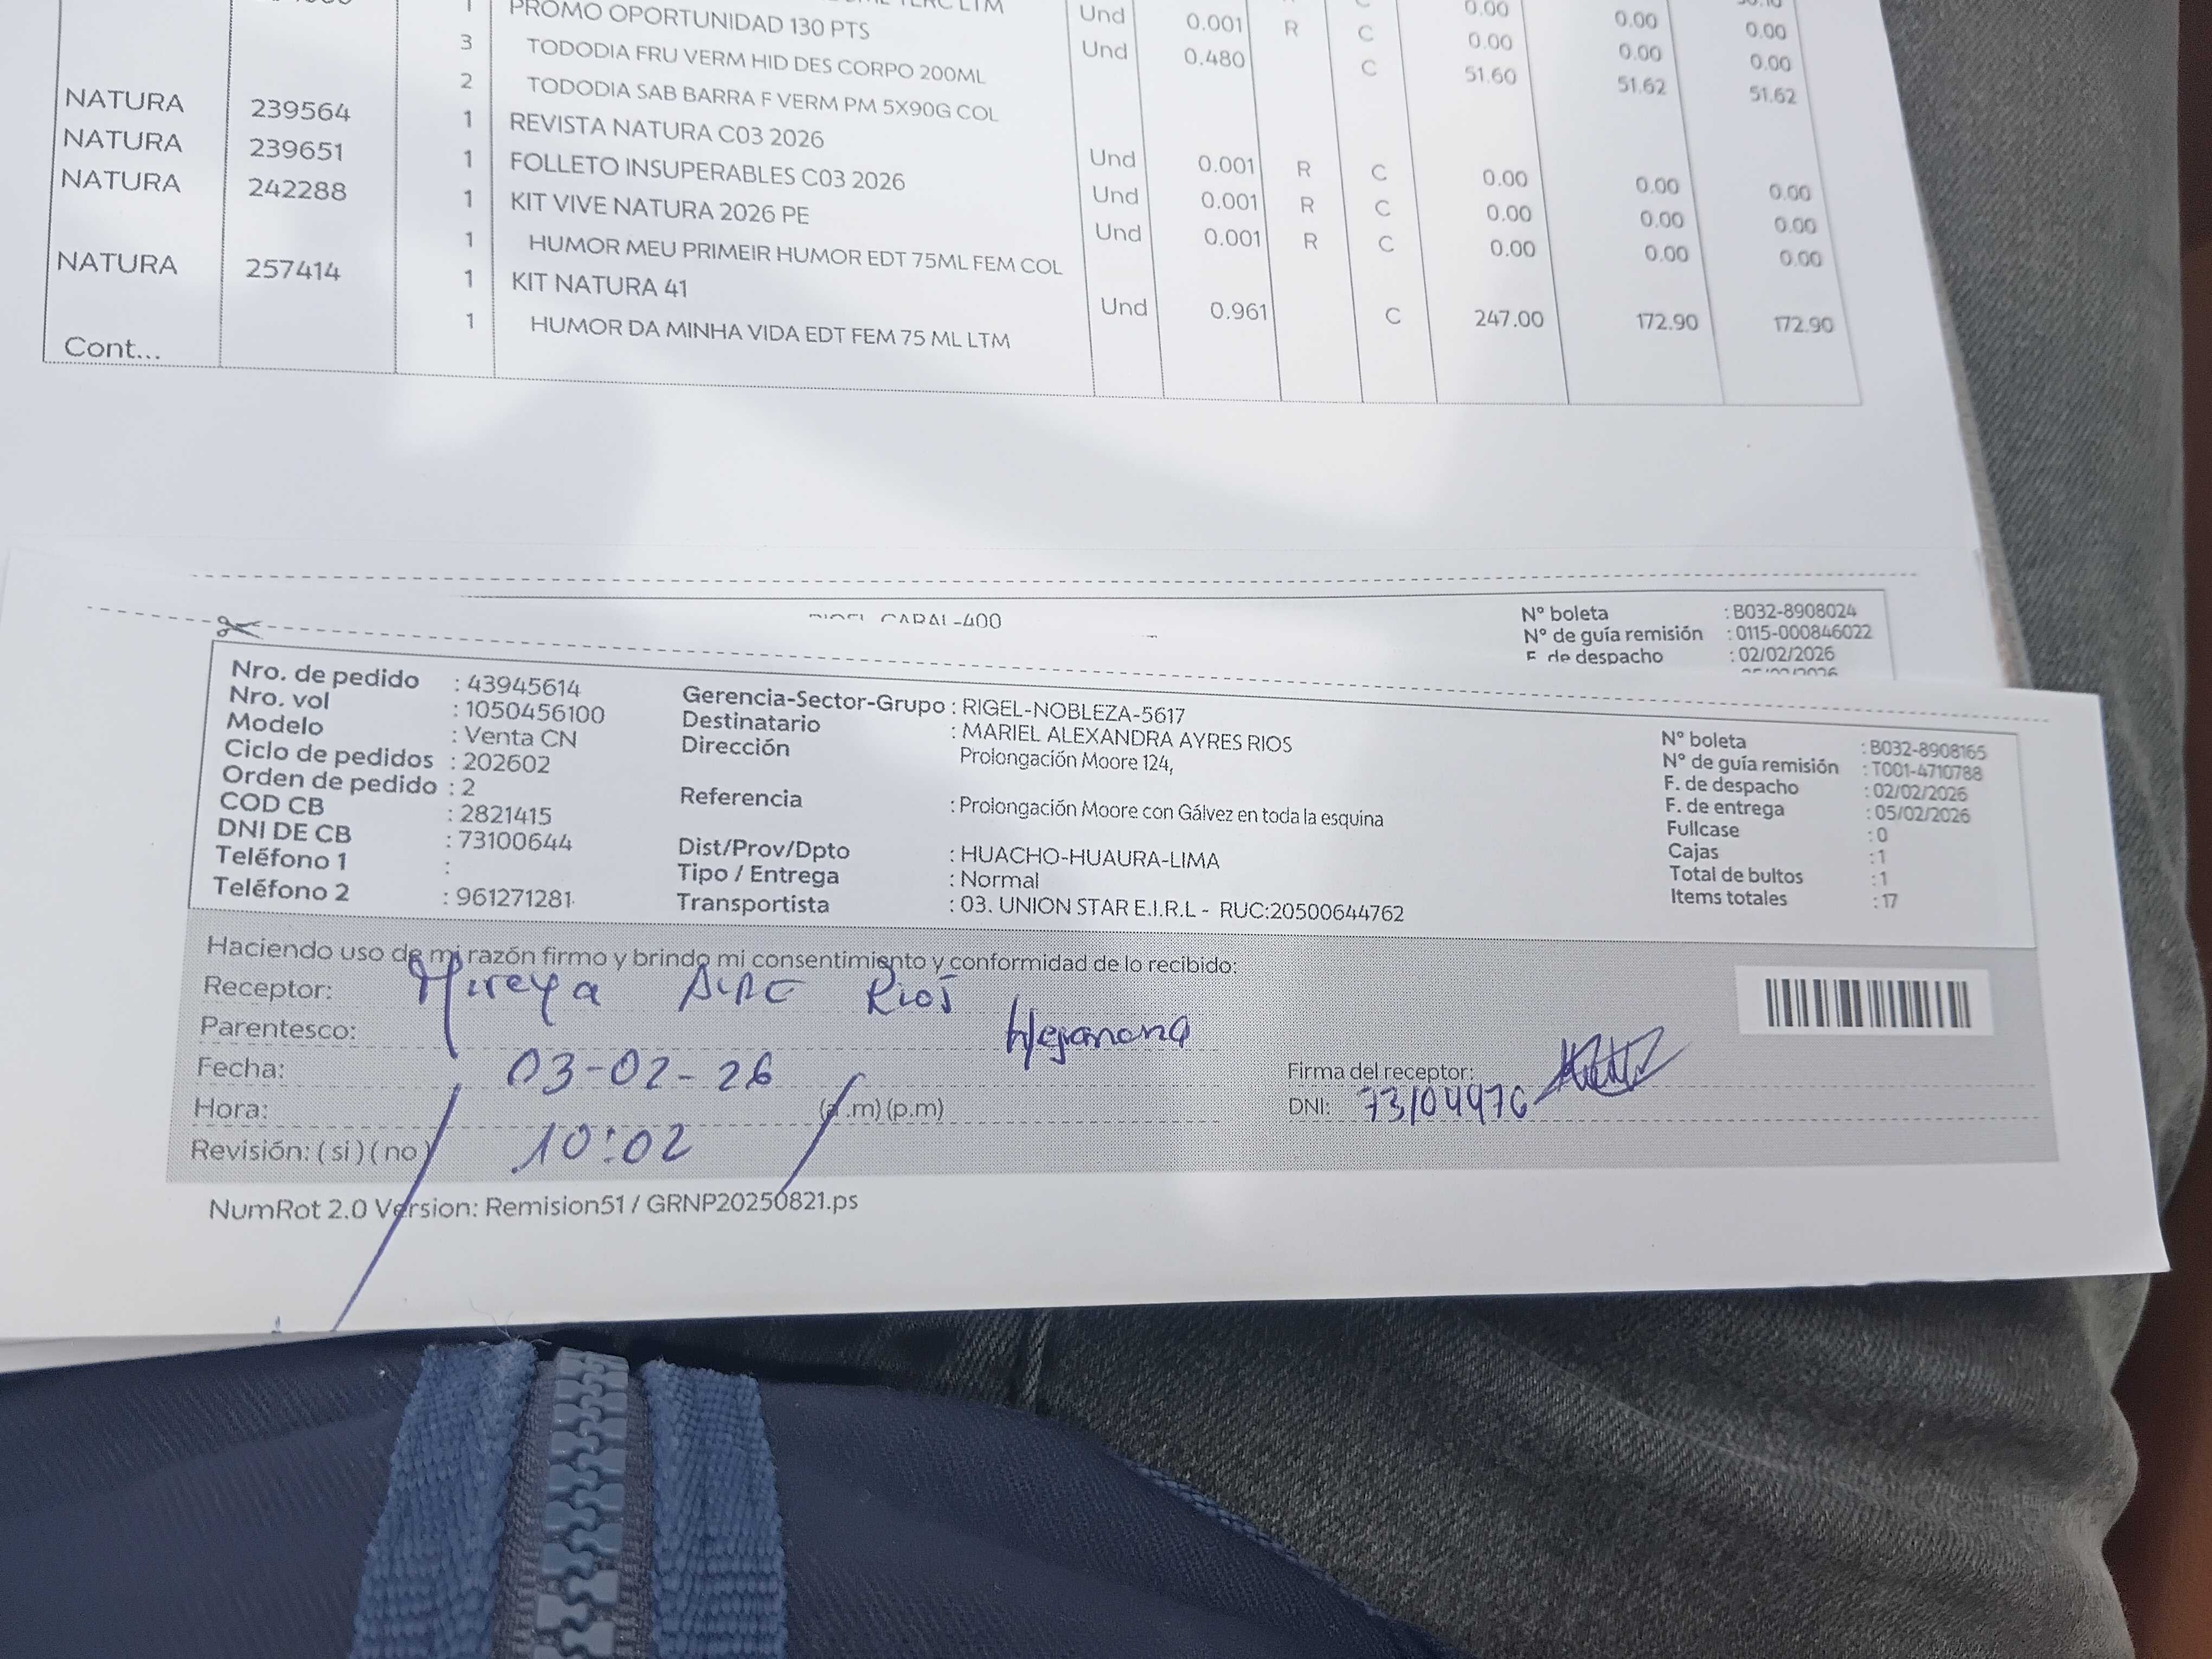 1 PROMO OPORTUNIDAD 130 PTS Und 0.001 R C 0.00 0.00 0.00
3 TODODIA FRU VERM HID DES CORPO 200ML Und 0.480 C 51.60 51.62 51.62
2 TODODIA SAB BARRA F VERM PM 5X90G COL
NATURA 239564 1 REVISTA NATURA C03 2026 Und 0.001 R C 0.00 0.00 0.00
NATURA 239651 1 FOLLETO INSUPERABLES C03 2026 Und 0.001 R C 0.00 0.00 0.00
NATURA 242288 1 KIT VIVE NATURA 2026 PE Und 0.001 R C 0.00 0.00 0.00
1 HUMOR MEU PRIMEIR HUMOR EDT 75ML FEM COL
NATURA 257414 1 KIT NATURA 41 Und 0.961 C 247.00 172.90 172.90
1 HUMOR DA MINHA VIDA EDT FEM 75 ML LTM
Cont...
CARAL-400
N° boleta : B032-8908024
N° de guía remisión : 0115-000846022
F. de despacho : 02/02/2026
Nro. de pedido : 43945614
Nro. vol : 1050456100
Modelo : Venta CN
Ciclo de pedidos : 202602
Orden de pedido : 2
COD CB : 2821415
DNI DE CB : 73100644
Teléfono 1 :
Teléfono 2 : 961271281
Gerencia-Sector-Grupo : RIGEL-NOBLEZA-5617
Destinatario : MARIEL ALEXANDRA AYRES RIOS
Dirección Prolongación Moore 124,
Referencia : Prolongación Moore con Gálvez en toda la esquina
Dist/Prov/Dpto : HUACHO-HUAURA-LIMA
Tipo / Entrega : Normal
Transportista : 03. UNION STAR E.I.R.L - RUC:20500644762
N° boleta : B032-8908165
N° de guía remisión : T001-4710788
F. de despacho : 02/02/2026
F. de entrega : 05/02/2026
Fullcase : 0
Cajas : 1
Total de bultos : 1
Items totales : 17
Haciendo uso de mi razón firmo y brindo mi consentimiento y conformidad de lo recibido:
Receptor: Mireya Rios
Parentesco:
Fecha: 03-02-26
Hora: 10:02 (a.m) (p.m)
Revisión: ( si ) ( no )
Firma del receptor:
DNI: 73104476
NumRot 2.0 Version: Remision51 / GRNP20250821.ps